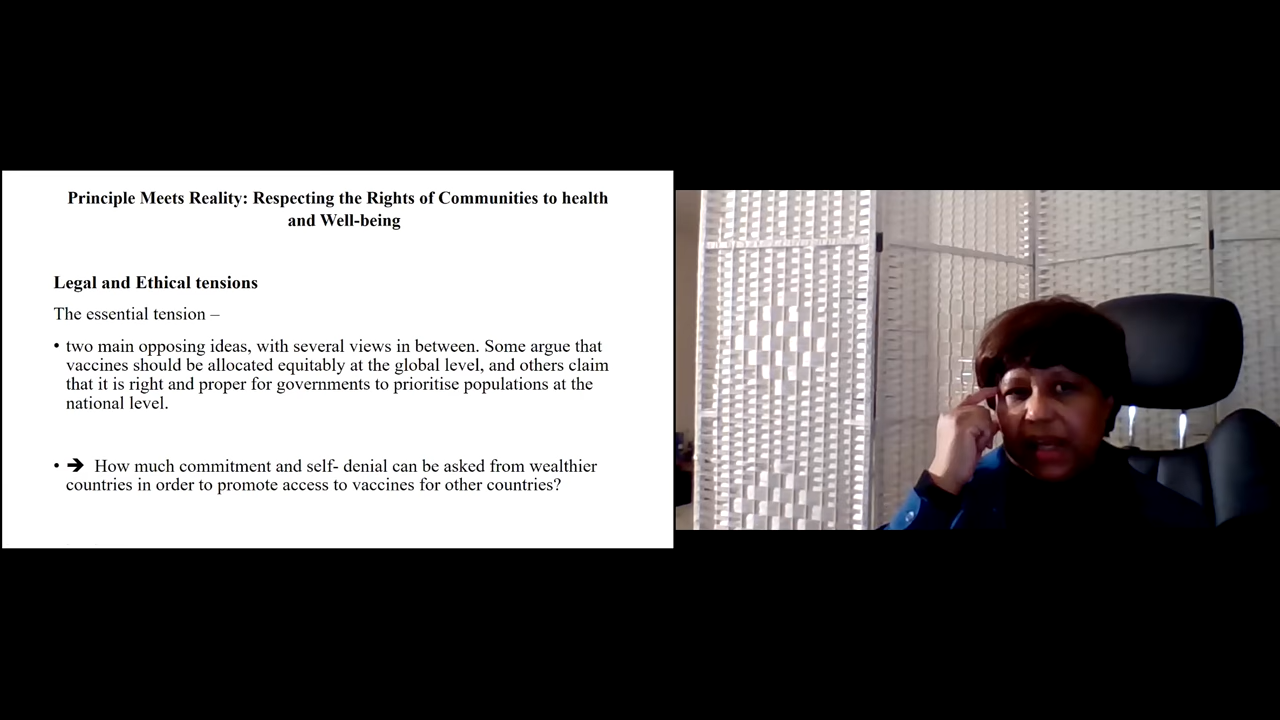 Principle Meets Reality: Respecting the Rights of Communities to health
and Well-being
Legal and Ethical tensions
The essential tension –
• two main opposing ideas, with several views in between. Some argue that
vaccines should be allocated equitably at the global level, and others claim
that it is right and proper for governments to prioritise populations at the
national level.
• ➔ How much commitment and self- denial can be asked from wealthier
countries in order to promote access to vaccines for other countries?